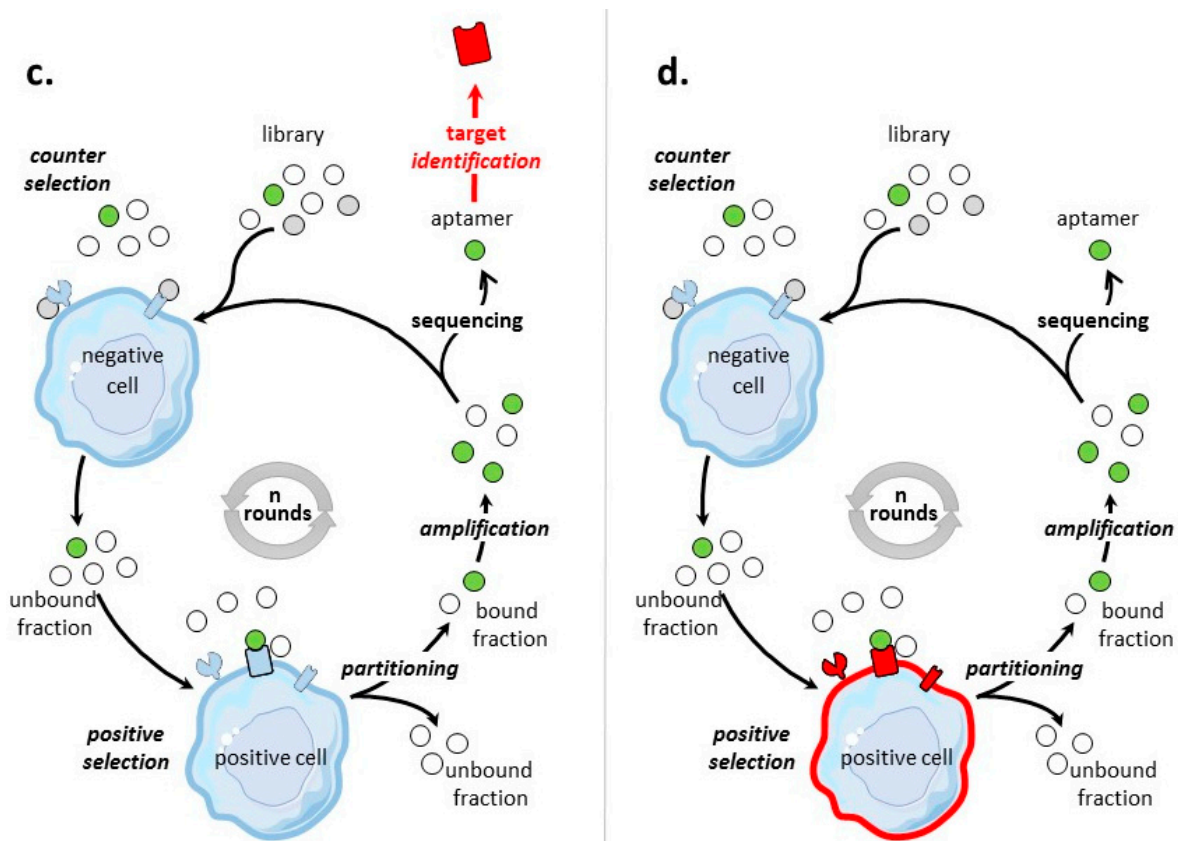 c.
target
identification
library
counter
selection
aptamer
sequencing
negative
cell
n
rounds
amplification
unbound
fraction
bound
fraction
partitioning
positive
selection
positive cell
unbound
fraction
d.
library
counter
selection
aptamer
sequencing
negative
cell
n
rounds
amplification
unbound
fraction
bound
fraction
partitioning
positive
selection
positive cell
unbound
fraction